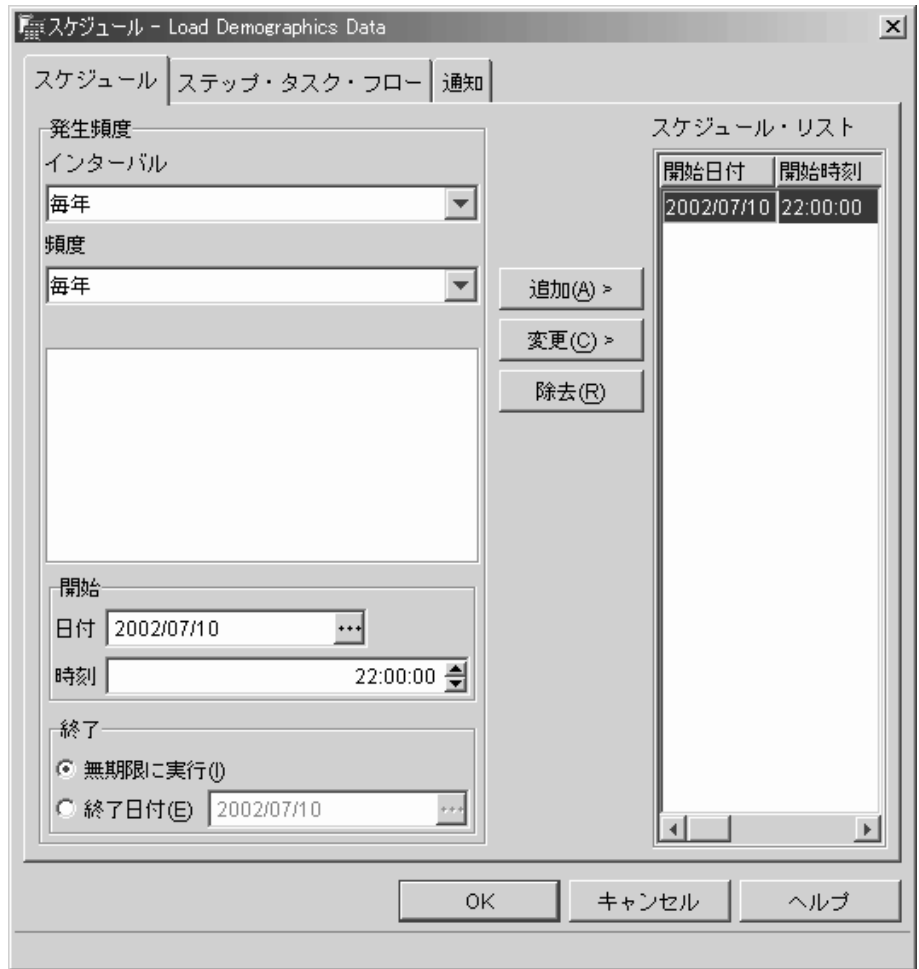 スケジュール - Load Demographics Data
スケジュール ステップ・タスク・フロー 通知
発生頻度
インターバル
毎年
頻度
毎年
開始
日付 2002/07/10 ...
時刻 22:00:00
終了
無期限に実行(I)
終了日付(E) 2002/07/10 ...
追加(A) >
変更(C) >
除去(R)
スケジュール・リスト
開始日付 開始時刻
2002/07/10 22:00:00
OK キャンセル ヘルプ